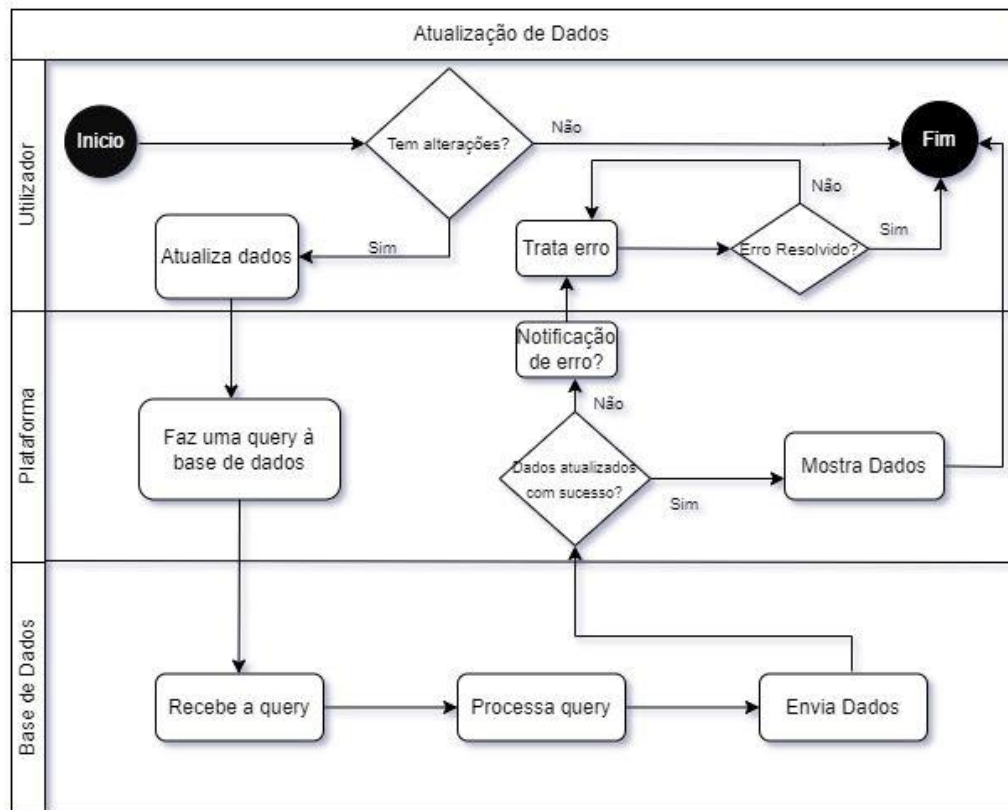 Atualização de Dados
Utilizador
Inicio
Tem alterações?
Não
Fim
Atualiza dados
Sim
Trata erro
Não
Erro Resolvido?
Sim
Plataforma
Notificação
de erro?
Não
Faz uma query à
base de dados
Dados atualizados
com sucesso?
Sim
Mostra Dados
Base de Dados
Recebe a query
Processa query
Envia Dados